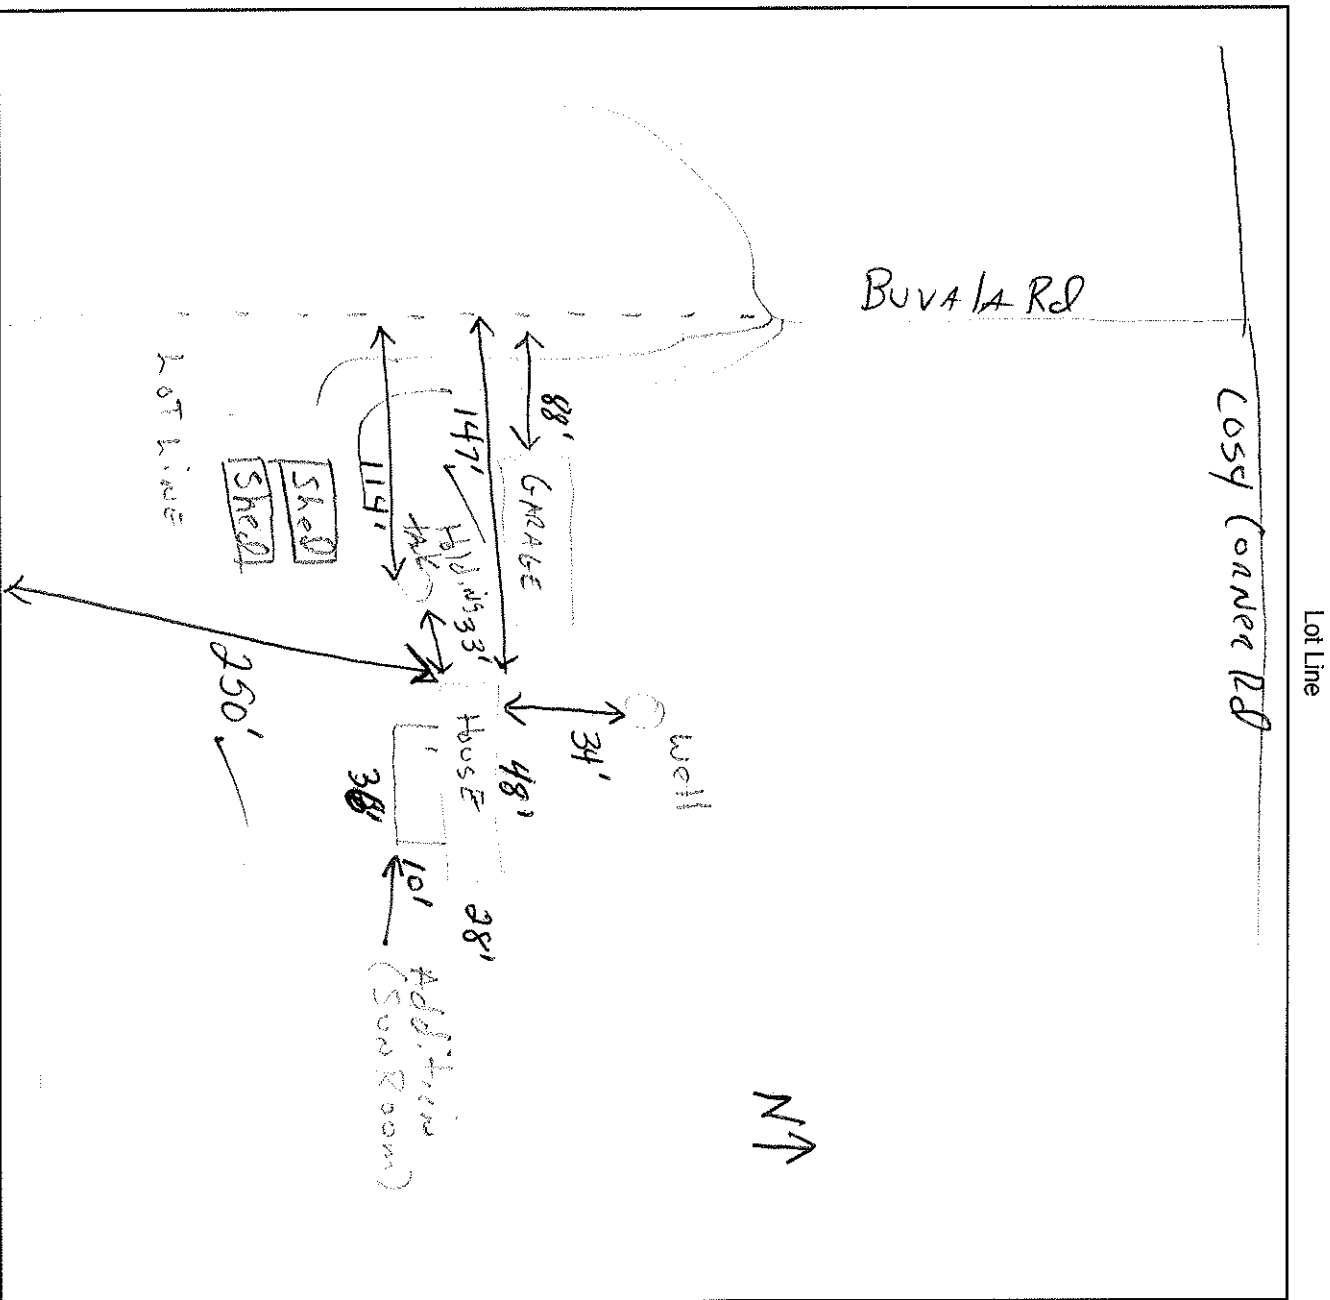 Lot Line
Cosy Corner Rd
BUVALA Rd
N
Well
34'
88'
GARAGE
147'
Holding
tank
33'
114'
HOUSE
48'
28'
10'
Addition
(Sun Room)
Shed
Shed
250'
LOT LINE